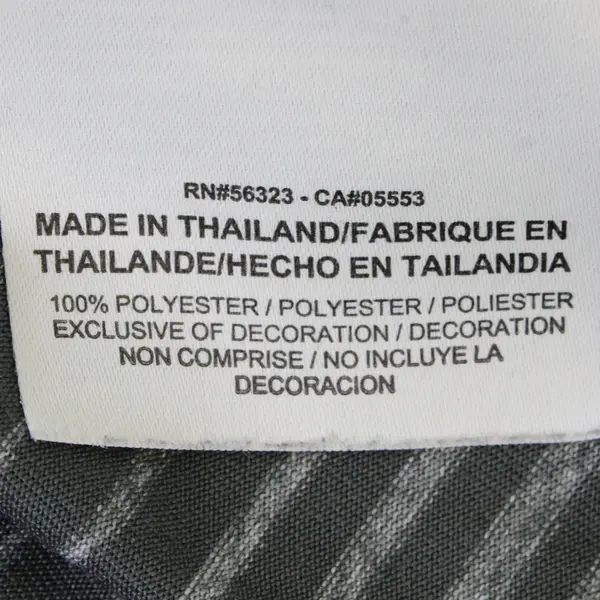 RN#56323 - CA#05553
MADE IN THAILAND/FABRIQUE EN
THAILANDE/HECHO EN TAILANDIA
100% POLYESTER / POLYESTER / POLIESTER
EXCLUSIVE OF DECORATION / DECORATION
NON COMPRISE / NO INCLUYE LA
DECORACION